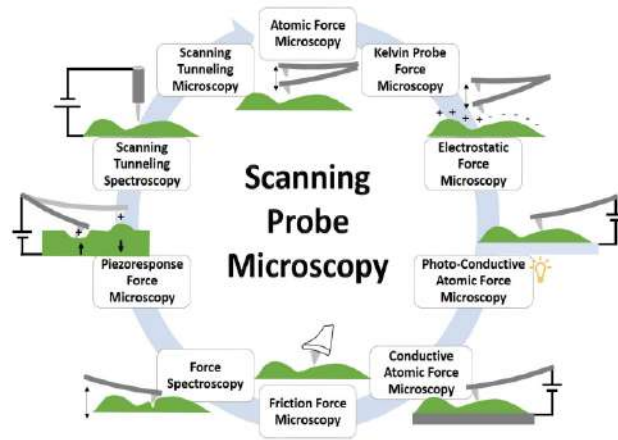 Atomic Force
Microscopy
Kelvin Probe
Force
Microscopy
Electrostatic
Force
Microscopy
Photo-Conductive
Atomic Force
Microscopy
Conductive
Atomic Force
Microscopy
Friction Force
Microscopy
Force
Spectroscopy
Piezoresponse
Force
Microscopy
Scanning
Tunneling
Spectroscopy
Scanning
Tunneling
Microscopy
Scanning
Probe
Microscopy